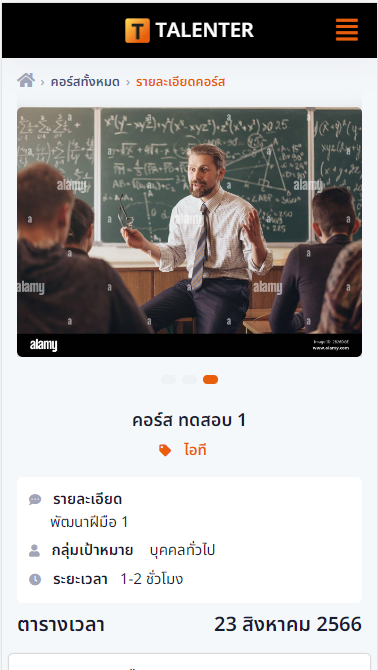 TALENTER
คอร์สทั้งหมด › รายละเอียดคอร์ส
alamy
alamy
alamy
alamy
alamy
alamy
www.alamy.com
คอร์ส ทดสอบ 1
ไอที
รายละเอียด
พัฒนาฝีมือ 1
กลุ่มเป้าหมาย บุคคลทั่วไป
ระยะเวลา 1-2 ชั่วโมง
ตารางเวลา 23 สิงหาคม 2566